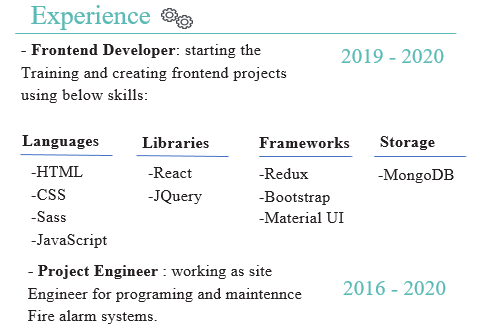 Experience
- Frontend Developer: starting the
2019 - 2020
Training and creating frontend projects
using below skills:
Languages Libraries Frameworks Storage
-HTML -React -Redux -MongoDB
-CSS -JQuery -Bootstrap
-Sass -Material UI
-JavaScript
- Project Engineer : working as site
2016 - 2020
Engineer for programing and maintennce
Fire alarm systems.